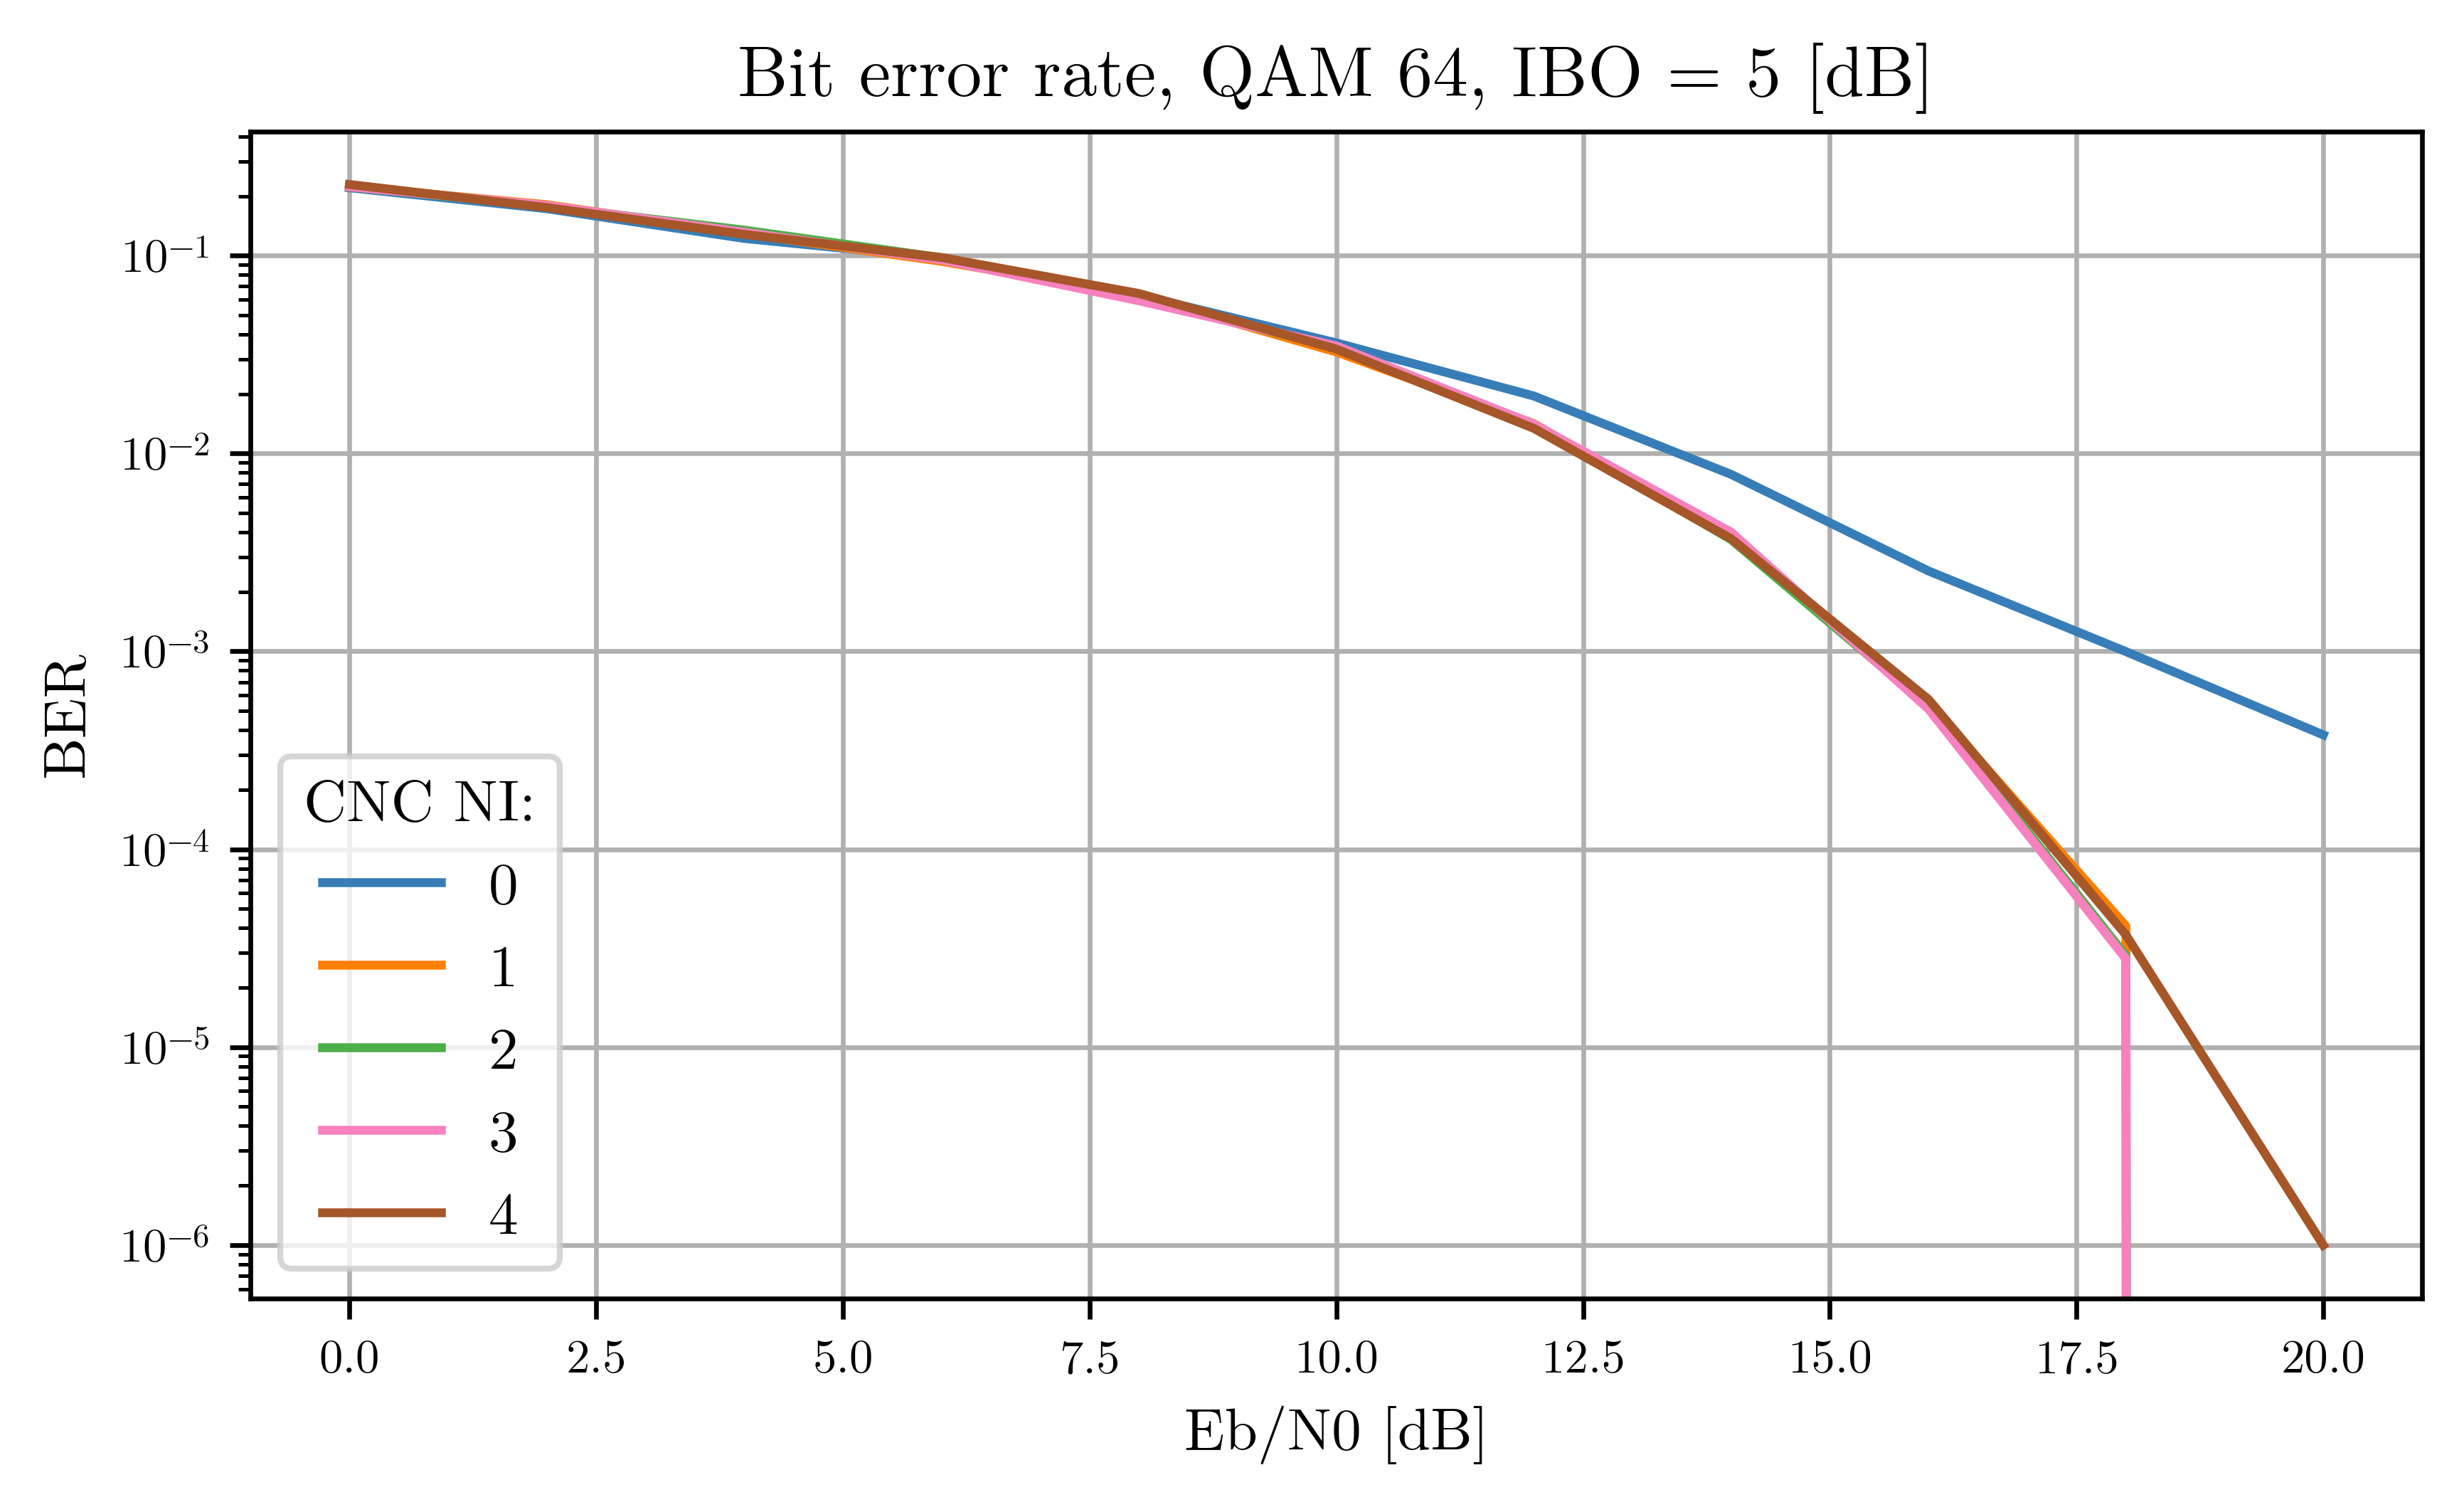 Bit error rate, QAM 64, IBO = 5 [dB]
BER
10⁻¹
10⁻²
10⁻³
10⁻⁴
10⁻⁵
10⁻⁶
CNC NI:
0
1
2
3
4
0.0 2.5 5.0 7.5 10.0 12.5 15.0 17.5 20.0
Eb/N0 [dB]